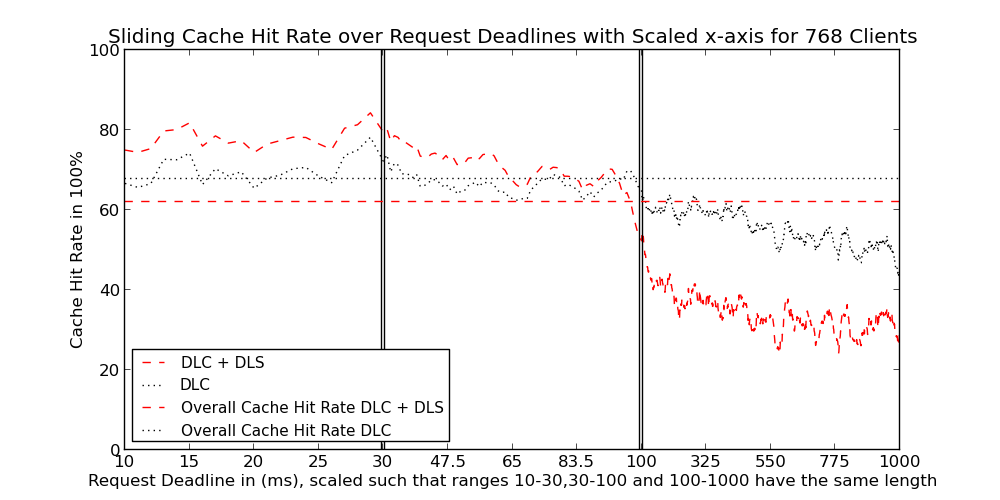 Sliding Cache Hit Rate over Request Deadlines with Scaled x-axis for 768 Clients
100
80
60
40
20
0
Cache Hit Rate in 100%
DLC + DLS
DLC
Overall Cache Hit Rate DLC + DLS
Overall Cache Hit Rate DLC
10 15 20 25 30 47.5 65 83.5 100 325 550 775 1000
Request Deadline in (ms), scaled such that ranges 10-30,30-100 and 100-1000 have the same length